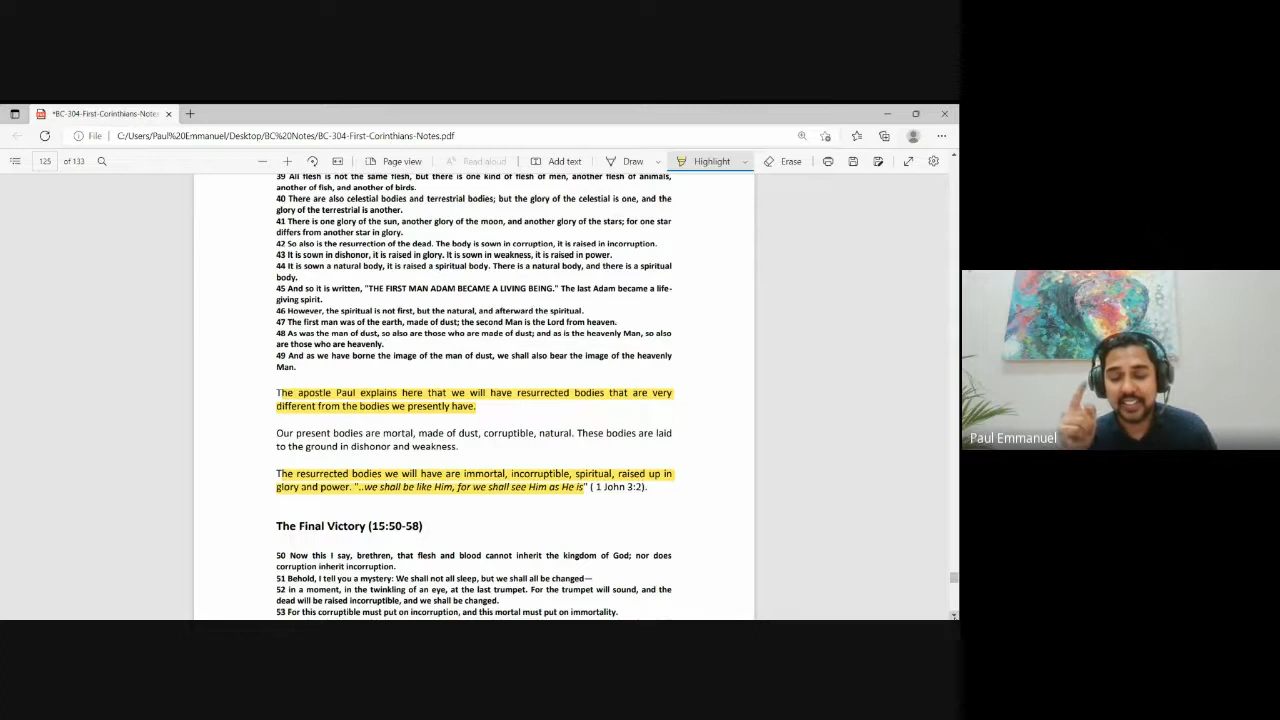 *BC-304-First-Corinthians-Notes
File
C:/Users/Paul%20Emmanuel/Desktop/BC%20Notes/BC-304-First-Corinthians-Notes.pdf
125 of 133
Page view
Read aloud
Add text
Draw
Highlight
Erase
39 All flesh is not the same flesh, but there is one kind of flesh of men, another flesh of animals,
another of fish, and another of birds.
40 There are also celestial bodies and terrestrial bodies; but the glory of the celestial is one, and the
glory of the terrestrial is another.
41 There is one glory of the sun, another glory of the moon, and another glory of the stars; for one star
differs from another star in glory.
42 So also is the resurrection of the dead. The body is sown in corruption, it is raised in incorruption.
43 It is sown in dishonor, it is raised in glory. It is sown in weakness, it is raised in power.
44 It is sown a natural body, it is raised a spiritual body. There is a natural body, and there is a spiritual
body.
45 And so it is written, "THE FIRST MAN ADAM BECAME A LIVING BEING." The last Adam became a life-
giving spirit.
46 However, the spiritual is not first, but the natural, and afterward the spiritual.
47 The first man was of the earth, made of dust; the second Man is the Lord from heaven.
48 As was the man of dust, so also are those who are made of dust; and as is the heavenly Man, so also
are those who are heavenly.
49 And as we have borne the image of the man of dust, we shall also bear the image of the heavenly
Man.
The apostle Paul explains here that we will have resurrected bodies that are very
different from the bodies we presently have.
Our present bodies are mortal, made of dust, corruptible, natural. These bodies are laid
to the ground in dishonor and weakness.
The resurrected bodies we will have are immortal, incorruptible, spiritual, raised up in
glory and power. "..we shall be like Him, for we shall see Him as He is" ( 1 John 3:2).
The Final Victory (15:50-58)
50 Now this I say, brethren, that flesh and blood cannot inherit the kingdom of God; nor does
corruption inherit incorruption.
51 Behold, I tell you a mystery: We shall not all sleep, but we shall all be changed—
52 in a moment, in the twinkling of an eye, at the last trumpet. For the trumpet will sound, and the
dead will be raised incorruptible, and we shall be changed.
53 For this corruptible must put on incorruption, and this mortal must put on immortality.
Paul Emmanuel